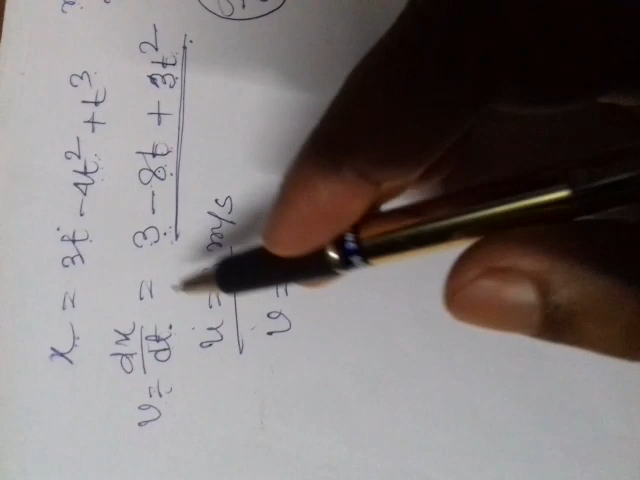 x = 3t - 4t² + t³
v = dx/dt = 3 - 8t + 3t²
u = m/s
v =